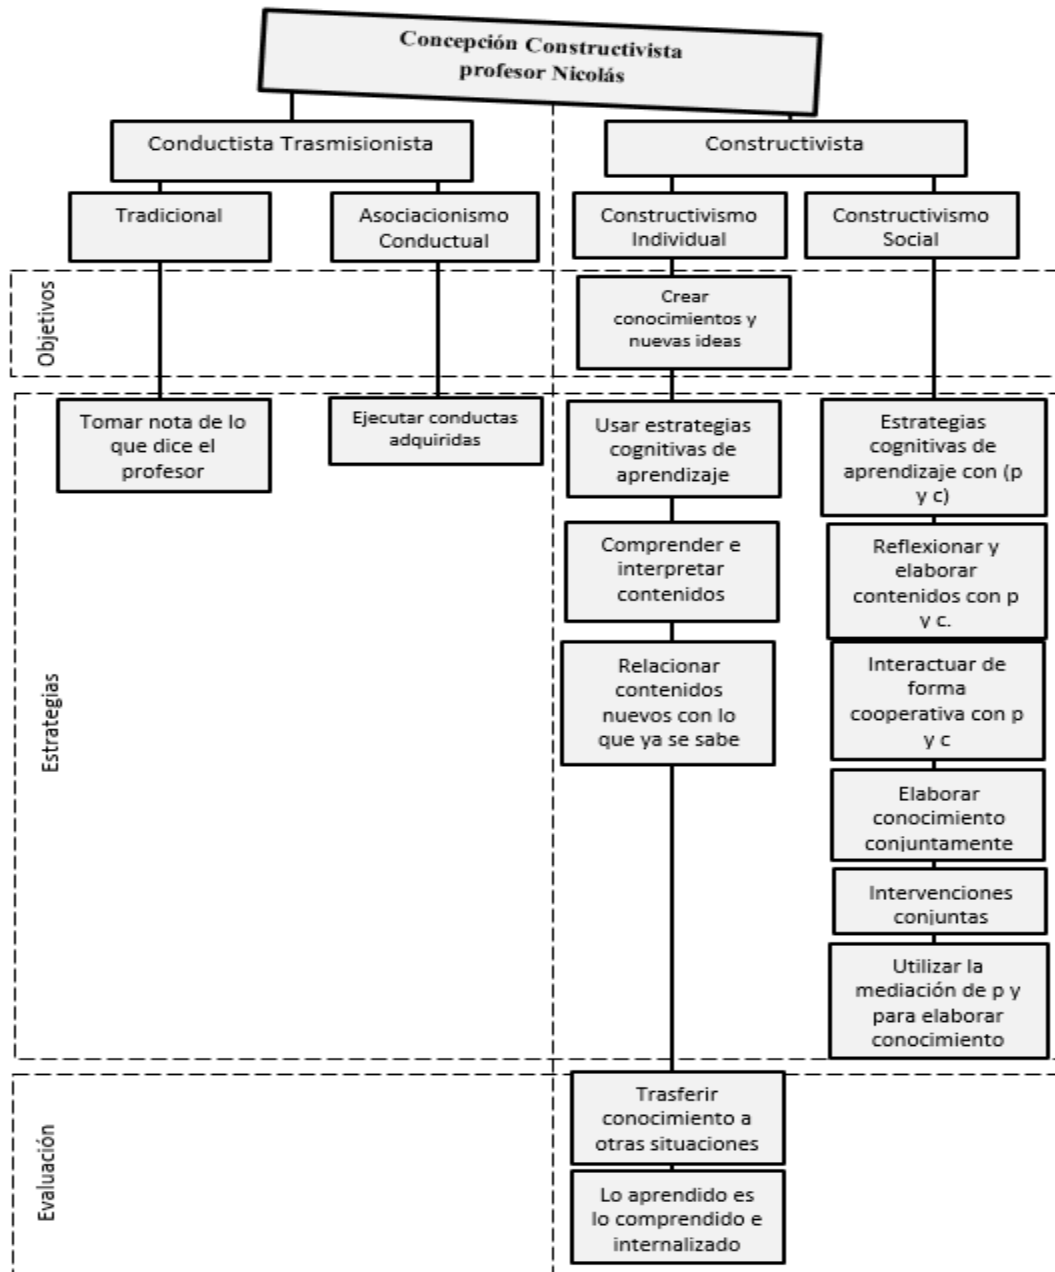 Concepción Constructivista
profesor Nicolás
Conductista Trasmisionista
Constructivista
Tradicional
Asociacionismo
Conductual
Constructivismo
Individual
Constructivismo
Social
Objetivos
Crear
conocimientos y
nuevas ideas
Estrategias
Tomar nota de lo
que dice el
profesor
Ejecutar conductas
adquiridas
Usar estrategias
cognitivas de
aprendizaje
Comprender e
interpretar
contenidos
Relacionar
contenidos
nuevos con lo
que ya se sabe
Estrategias
cognitivas de
aprendizaje con (p
y c)
Reflexionar y
elaborar
contenidos con p
y c.
Interactuar de
forma
cooperativa con p
y c
Elaborar
conocimiento
conjuntamente
Intervenciones
conjuntas
Utilizar la
mediación de p y
para elaborar
conocimiento
Evaluación
Trasferir
conocimiento a
otras situaciones
Lo aprendido es
lo comprendido e
internalizado